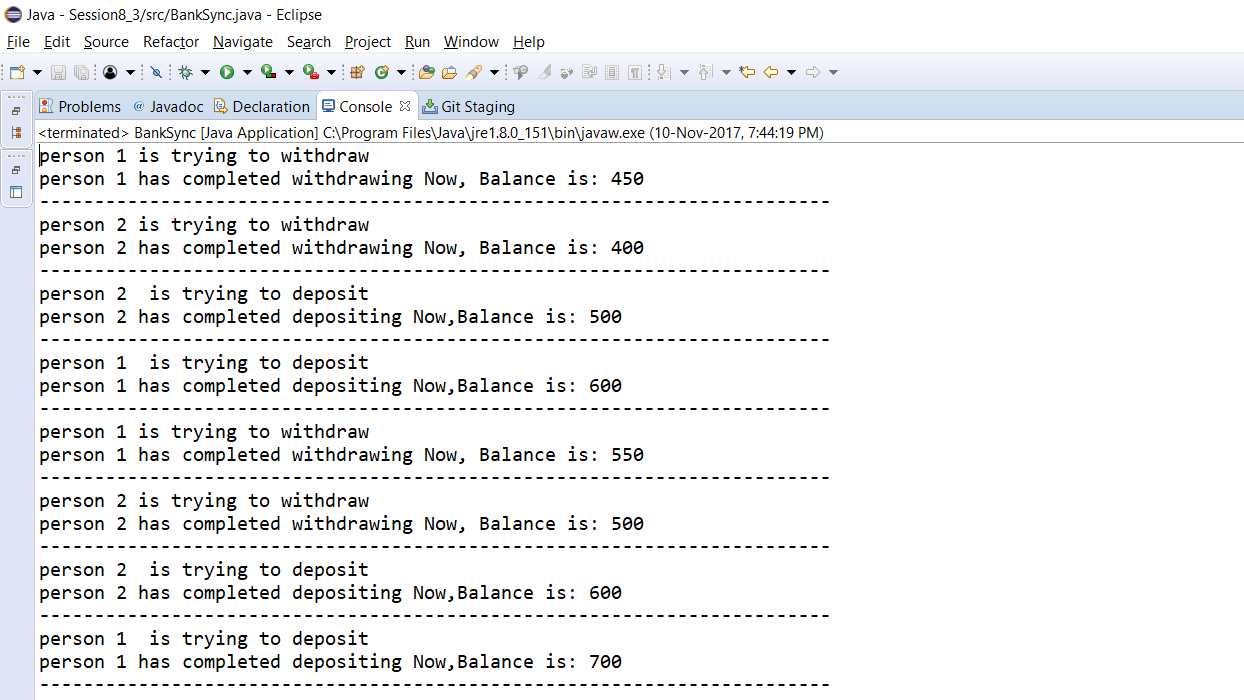 Java - Session8_3/src/BankSync.java - Eclipse
File Edit Source Refactor Navigate Search Project Run Window Help
Problems @ Javadoc Declaration Console Git Staging
<terminated> BankSync [Java Application] C:\Program Files\Java\jre1.8.0_151\bin\javaw.exe (10-Nov-2017, 7:44:19 PM)
person 1 is trying to withdraw
person 1 has completed withdrawing Now, Balance is: 450
------------------------------------------------------------------------
person 2 is trying to withdraw
person 2 has completed withdrawing Now, Balance is: 400
------------------------------------------------------------------------
person 2  is trying to deposit
person 2 has completed depositing Now,Balance is: 500
------------------------------------------------------------------------
person 1  is trying to deposit
person 1 has completed depositing Now,Balance is: 600
------------------------------------------------------------------------
person 1 is trying to withdraw
person 1 has completed withdrawing Now, Balance is: 550
------------------------------------------------------------------------
person 2 is trying to withdraw
person 2 has completed withdrawing Now, Balance is: 500
------------------------------------------------------------------------
person 2  is trying to deposit
person 2 has completed depositing Now,Balance is: 600
------------------------------------------------------------------------
person 1  is trying to deposit
person 1 has completed depositing Now,Balance is: 700
------------------------------------------------------------------------